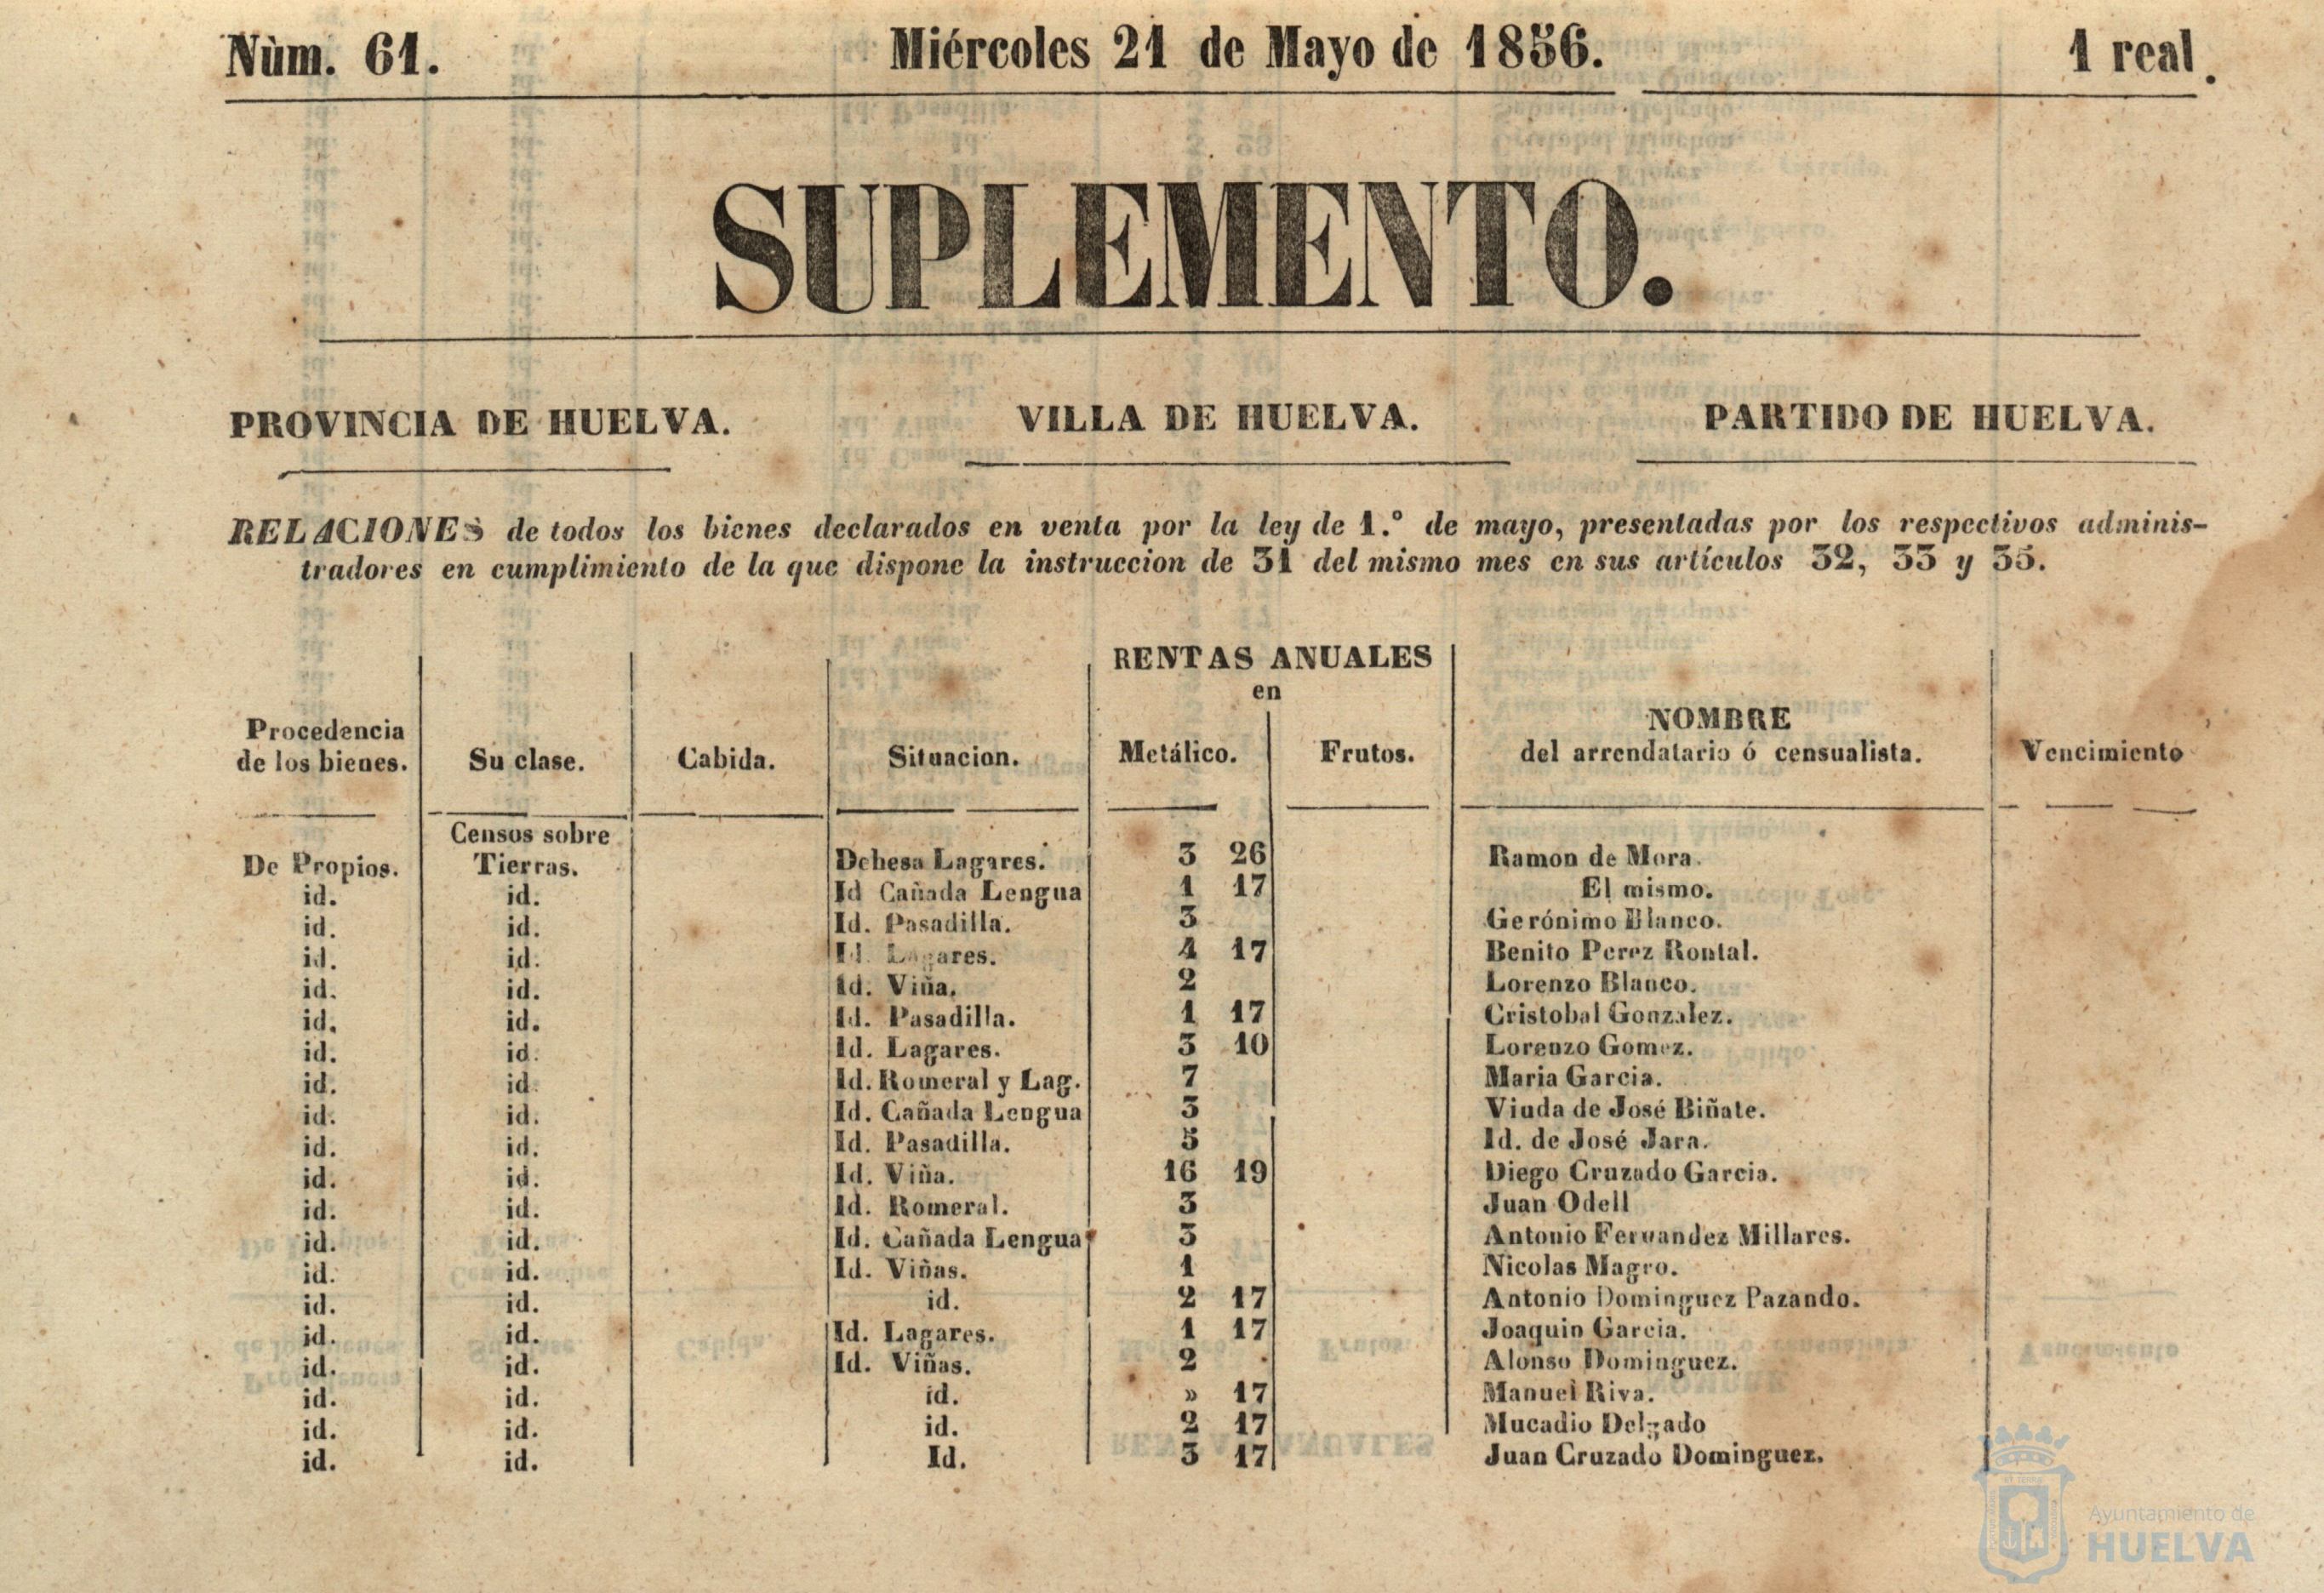 Nùm. 61. Miércoles 21 de Mayo de 1856. 1 real.
SUPLEMENTO.
PROVINCIA DE HUELVA. VILLA DE HUELVA. PARTIDO DE HUELVA.
RELACIONES de todos los bienes declarados en venta por la ley de 1.º de mayo, presentadas por los respectivos adminis-
tradores en cumplimiento de la que dispone la instruccion de 31 del mismo mes en sus artículos 32, 33 y 35.
RENTAS ANUALES
en
Procedencia de los bienes. Su clase. Cabida. Situacion. Metálico. Frutos. NOMBRE del arrendatario ó censualista. Vencimiento
Censos sobre
De Propios. Tierras. Dehesa Lagares. 3 26 Ramon de Mora.
id. id. Id Cañada Lengua 1 17 El mismo.
id. id. Id. Pasadilla. 3 Gerónimo Blanco.
id. id. Id. Lagares. 4 17 Benito Perez Rontal.
id. id. Id. Viña. 2 Lorenzo Blanco.
id. id. Id. Pasadilla. 1 17 Cristobal Gonzalez.
id. id. Id. Lagares. 3 10 Lorenzo Gomez.
id. id. Id. Romeral y Lag. 7 Maria Garcia.
id. id. Id. Cañada Lengua 3 Viuda de José Biñate.
id. id. Id. Pasadilla. 5 Id. de José Jara.
id. id. Id. Viña. 16 19 Diego Cruzado Garcia.
id. id. Id. Romeral. 3 Juan Odell
id. id. Id. Cañada Lengua 3 Antonio Fernandez Millares.
id. id. Id. Viñas. 1 Nicolas Magro.
id. id. id. 2 17 Antonio Dominguez Pazando.
id. id. Id. Lagares. 1 17 Joaquin Garcia.
id. id. Id. Viñas. 2 Alonso Dominguez.
id. id. id. » 17 Manuel Riva.
id. id. id. 2 17 Mucadio Delgado
id. id. Id. 3 17 Juan Cruzado Dominguez.
Ayuntamiento de
HUELVA